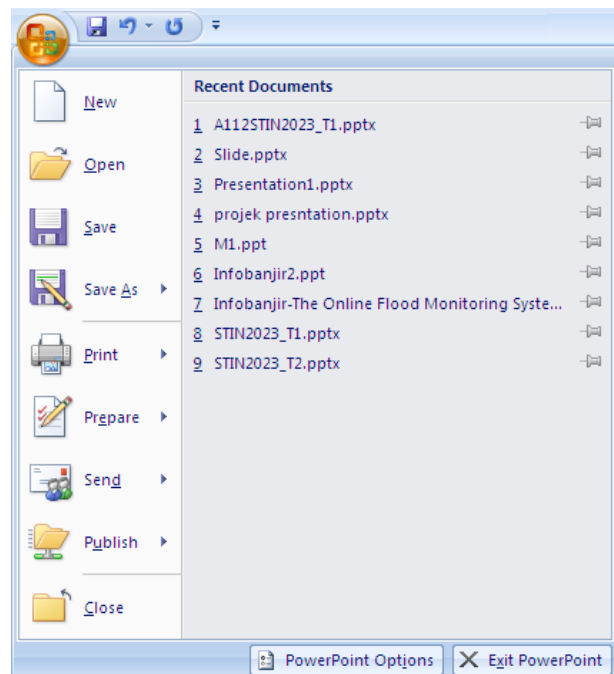 New
Open
Save
Save As
Print
Prepare
Send
Publish
Close
Recent Documents
1 A112STIN2023_T1.pptx
2 Slide.pptx
3 Presentation1.pptx
4 projek presntation.pptx
5 M1.ppt
6 Infobanjir2.ppt
7 Infobanjir-The Online Flood Monitoring Syste...
8 STIN2023_T1.pptx
9 STIN2023_T2.pptx
PowerPoint Options
Exit PowerPoint